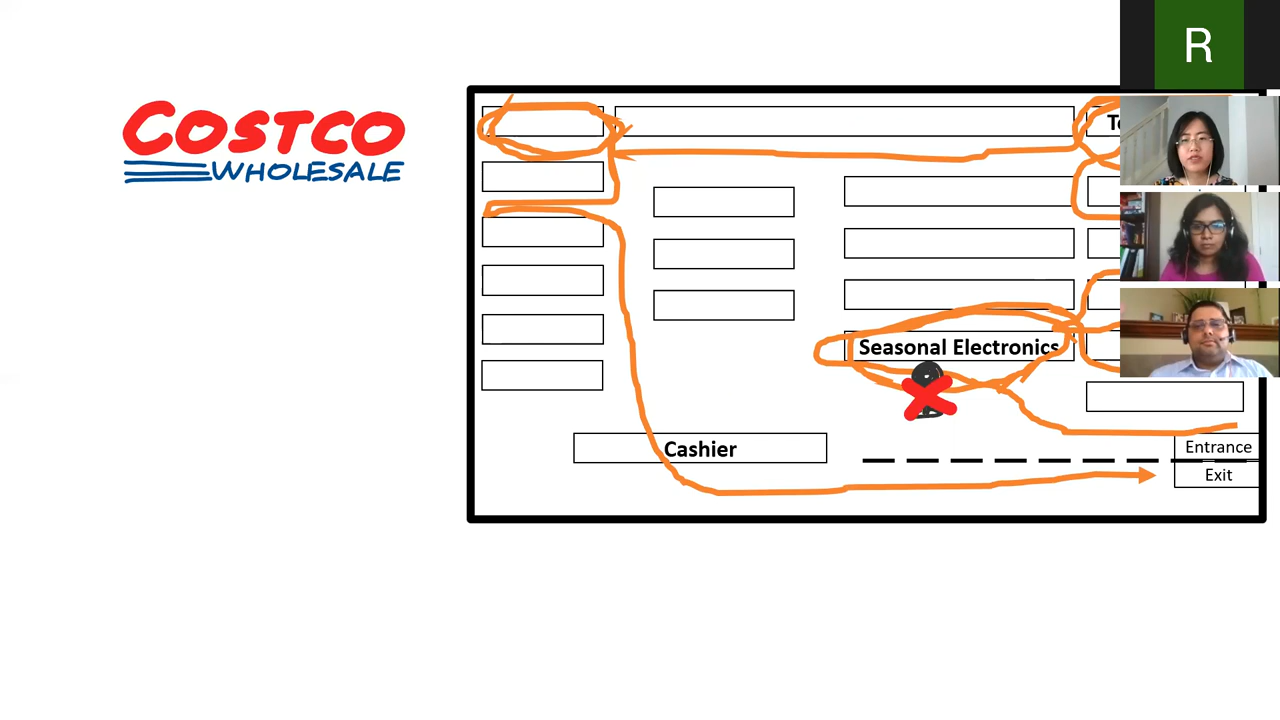 R
COSTCO
WHOLESALE
Seasonal Electronics
Cashier
Entrance
Exit